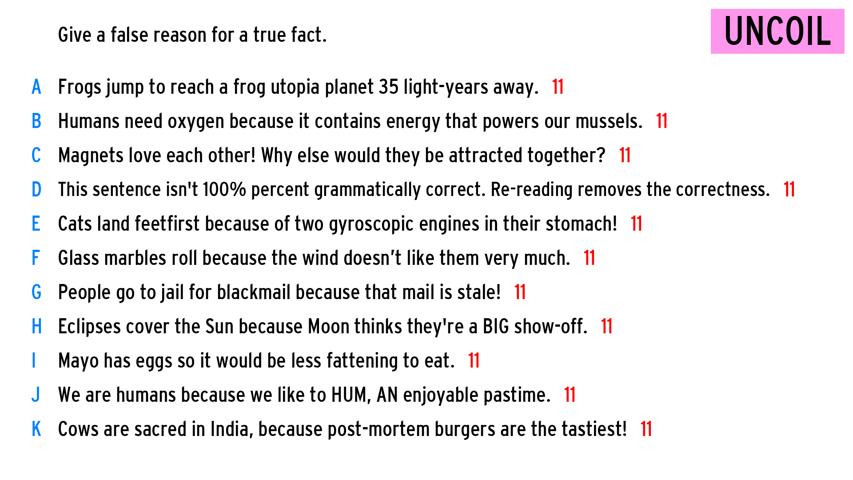 Give a false reason for a true fact.
UNCOIL
A Frogs jump to reach a frog utopia planet 35 light-years away. 11
B Humans need oxygen because it contains energy that powers our mussels. 11
C Magnets love each other! Why else would they be attracted together? 11
D This sentence isn't 100% percent grammatically correct. Re-reading removes the correctness. 11
E Cats land feetfirst because of two gyroscopic engines in their stomach! 11
F Glass marbles roll because the wind doesn’t like them very much. 11
G People go to jail for blackmail because that mail is stale! 11
H Eclipses cover the Sun because Moon thinks they're a BIG show-off. 11
I Mayo has eggs so it would be less fattening to eat. 11
J We are humans because we like to HUM, AN enjoyable pastime. 11
K Cows are sacred in India, because post-mortem burgers are the tastiest! 11